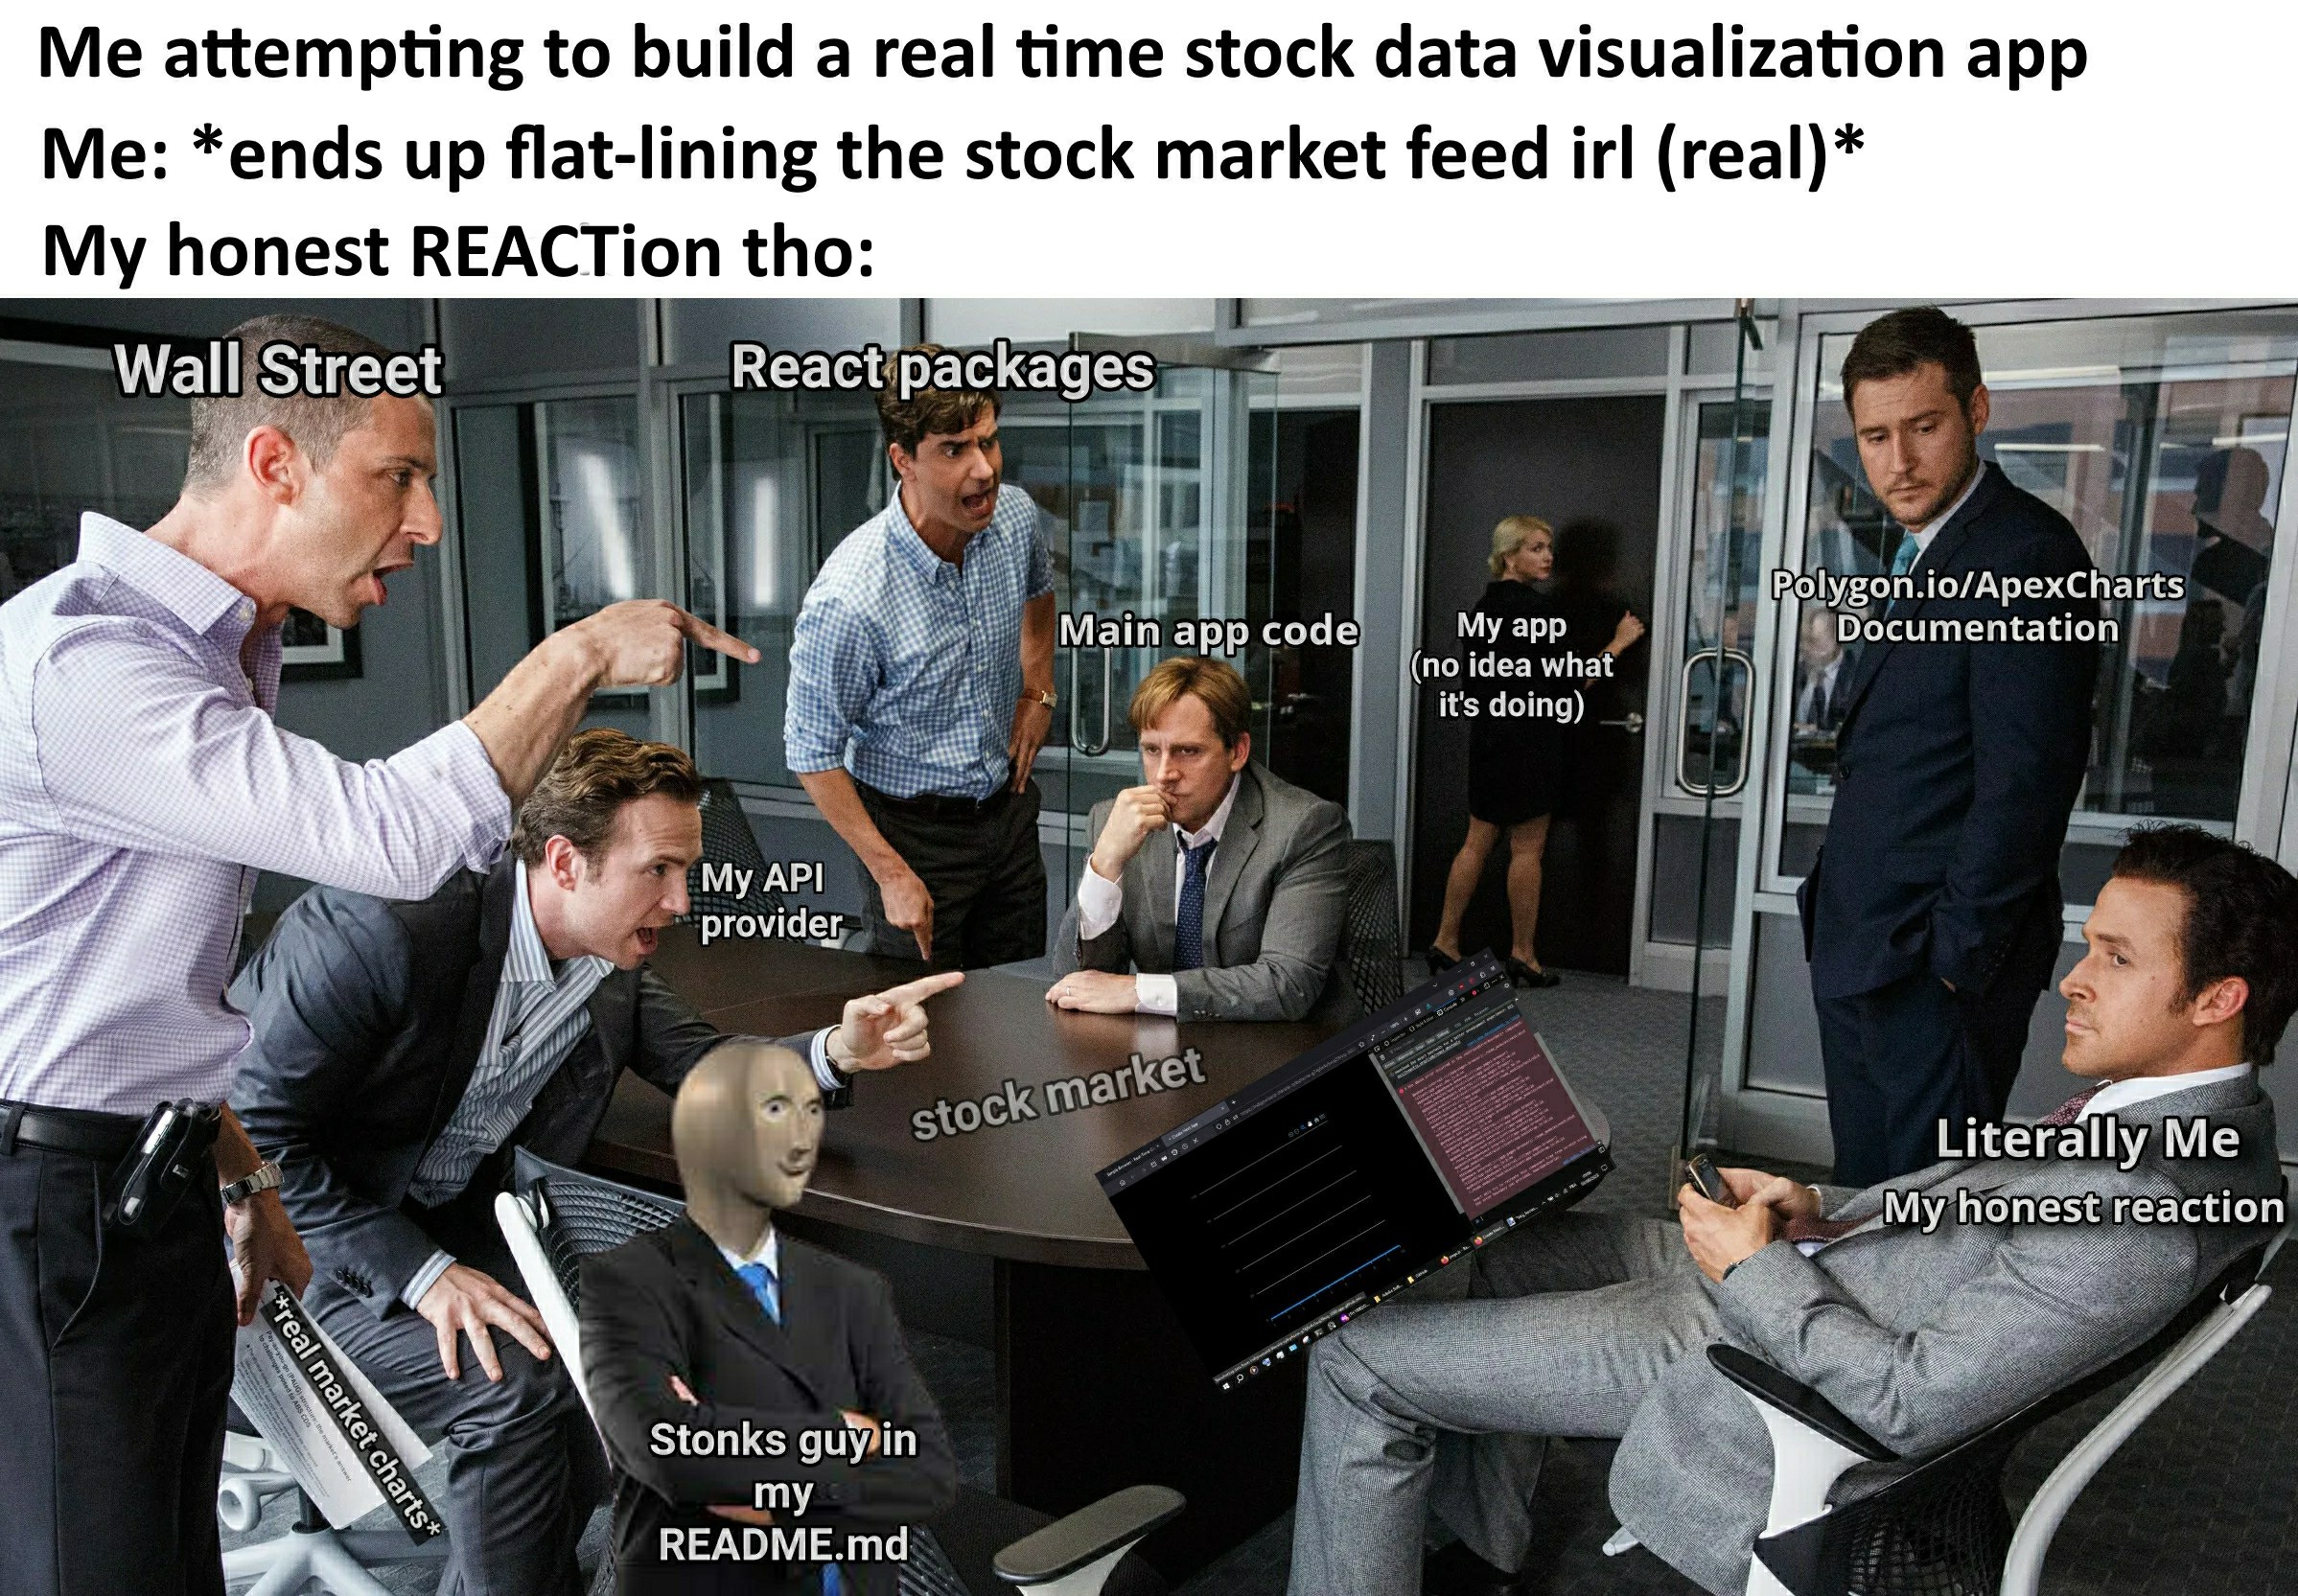 Me attempting to build a real time stock data visualization app
Me: *ends up flat-lining the stock market feed irl (real)*
My honest REACTion tho:
Wall Street
React packages
Polygon.io/ApexCharts
Documentation
Main app code
My app
(no idea what
it's doing)
My API
provider
stock market
Literally Me
My honest reaction
*real market charts*
Stonks guy in
my
README.md